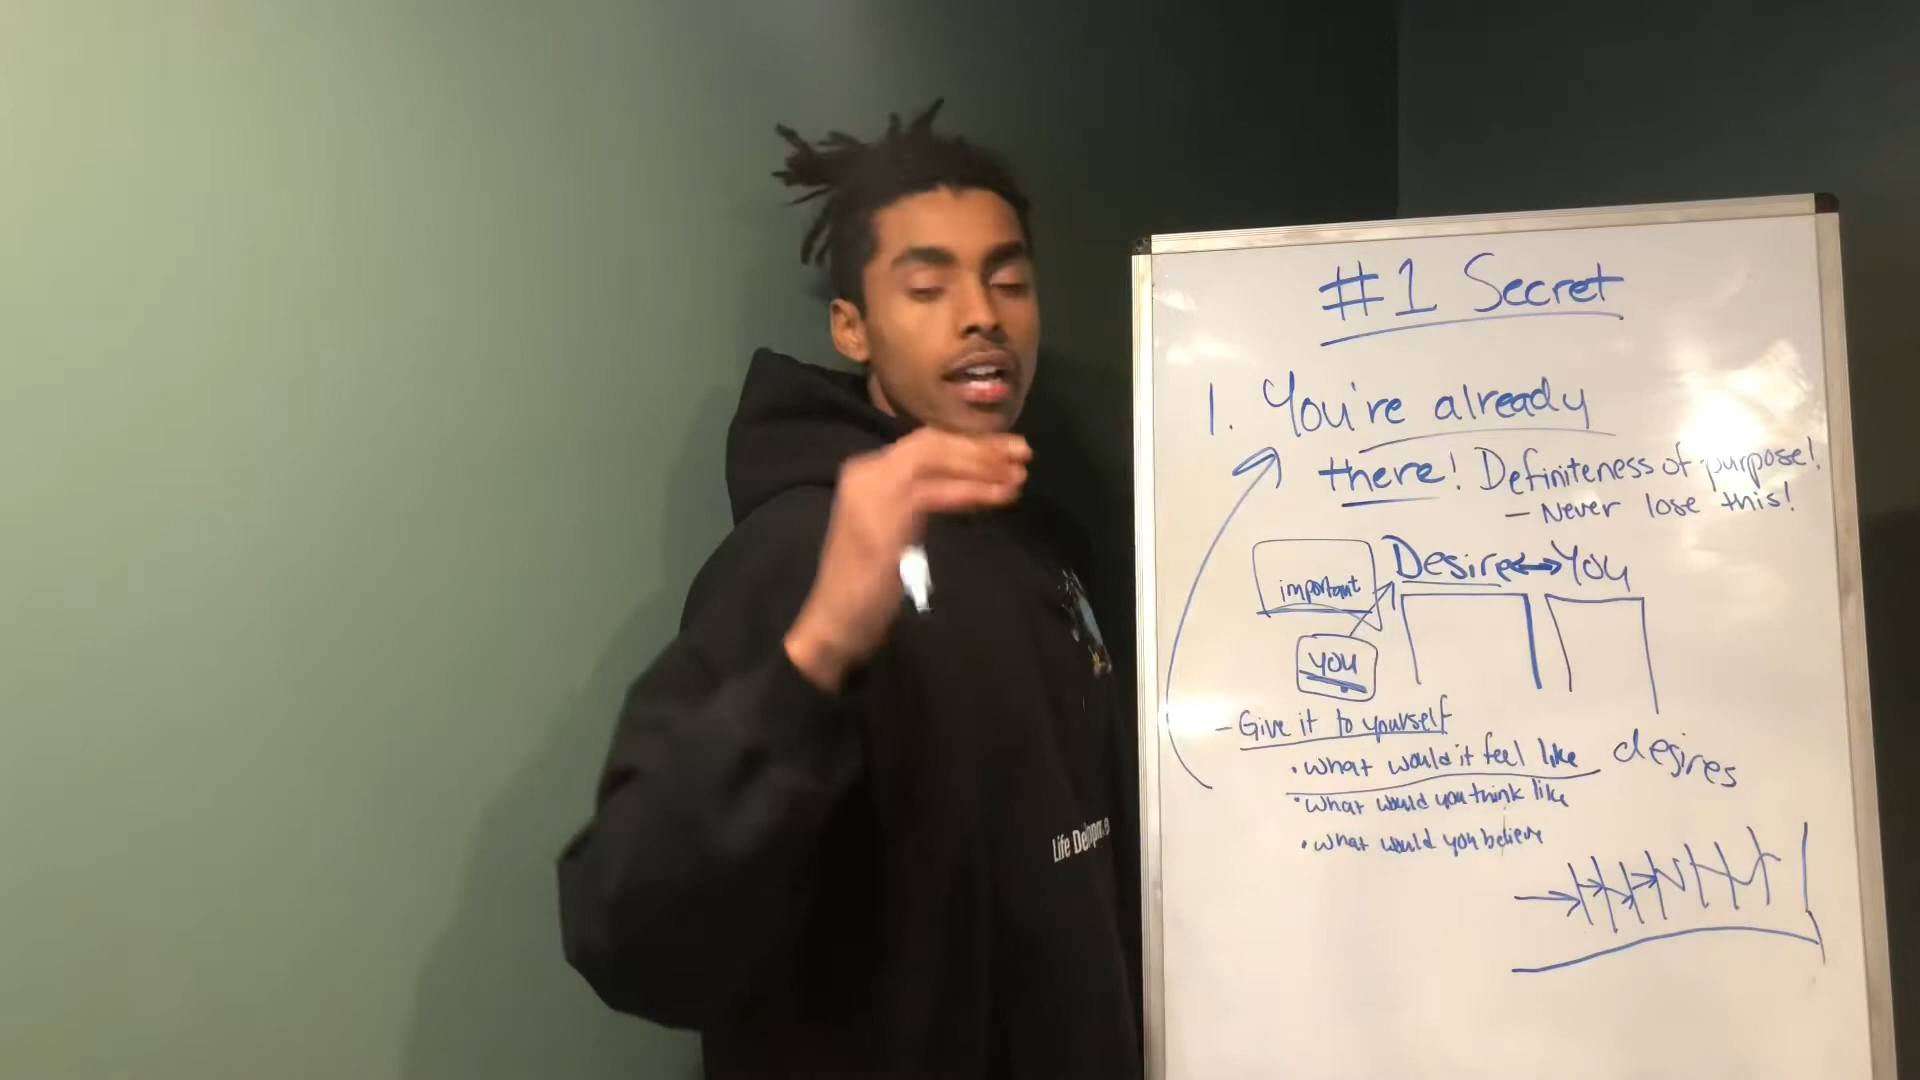 #1 Secret
1. You're already
there! Definiteness of purpose!
- Never lose this!
Desire ↔ You
important
you
- Give it to yourself
• What would it feel like
desires
• What would you think like
• What would you believe
Life De